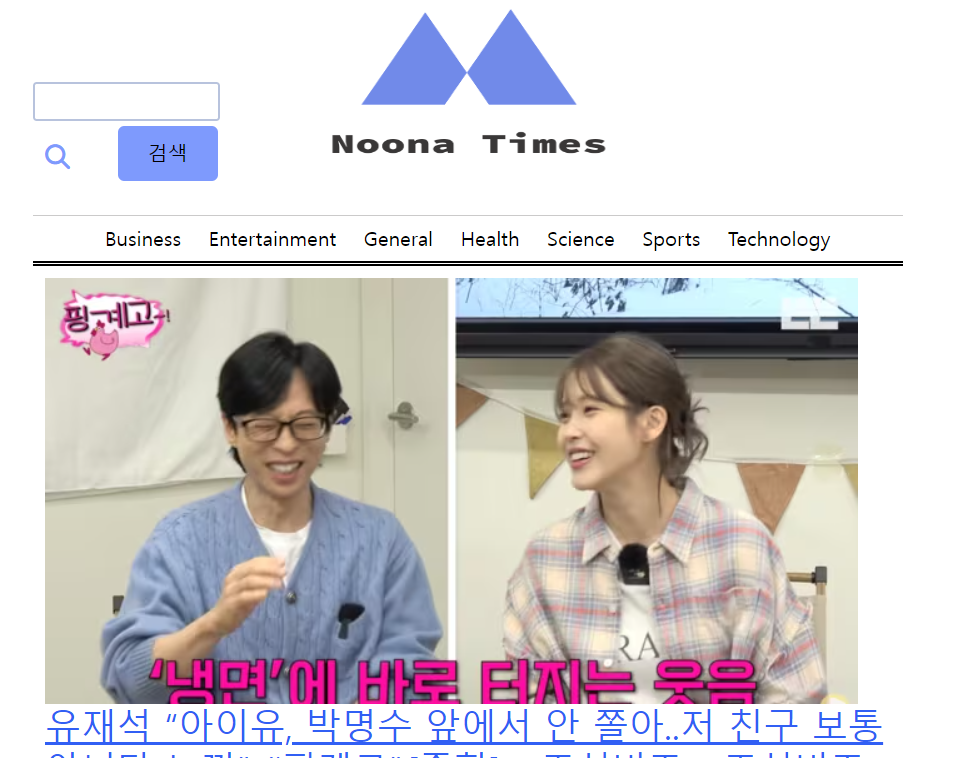 Noona Times
검색
Business Entertainment General Health Science Sports Technology
핑계고
RA
'냉면'에 바로 터지는 웃음
유재석 “아이유, 박명수 앞에서 안 쫄아..저 친구 보통